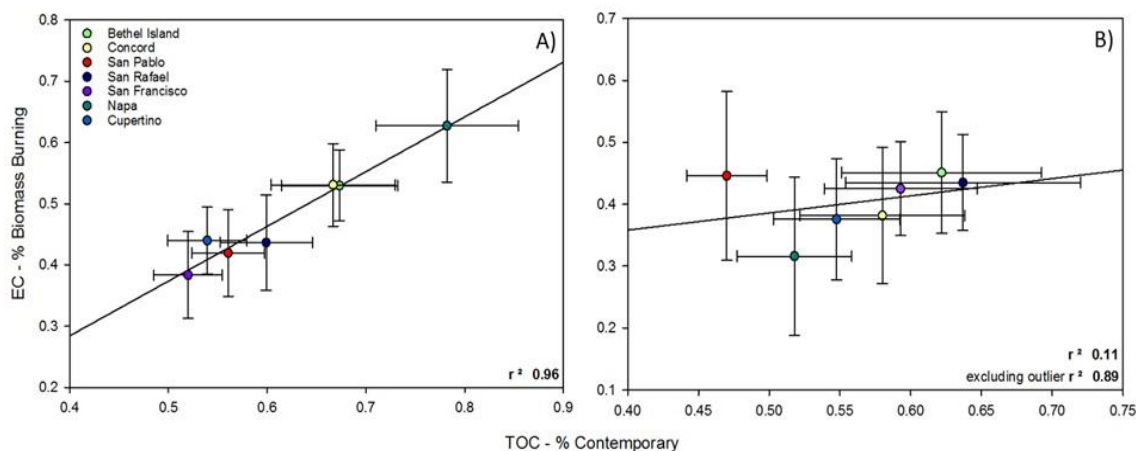 A)
Bethel Island
Concord
San Pablo
San Rafael
San Francisco
Napa
Cupertino
EC - % Biomass Burning
0.8
0.7
0.6
0.5
0.4
0.3
0.2
0.4 0.5 0.6 0.7 0.8 0.9
r ² 0.96
B)
0.7
0.6
0.5
0.4
0.3
0.2
0.1
0.40 0.45 0.50 0.55 0.60 0.65 0.70 0.75
r ² 0.11
excluding outlier r ² 0.89
TOC - % Contemporary